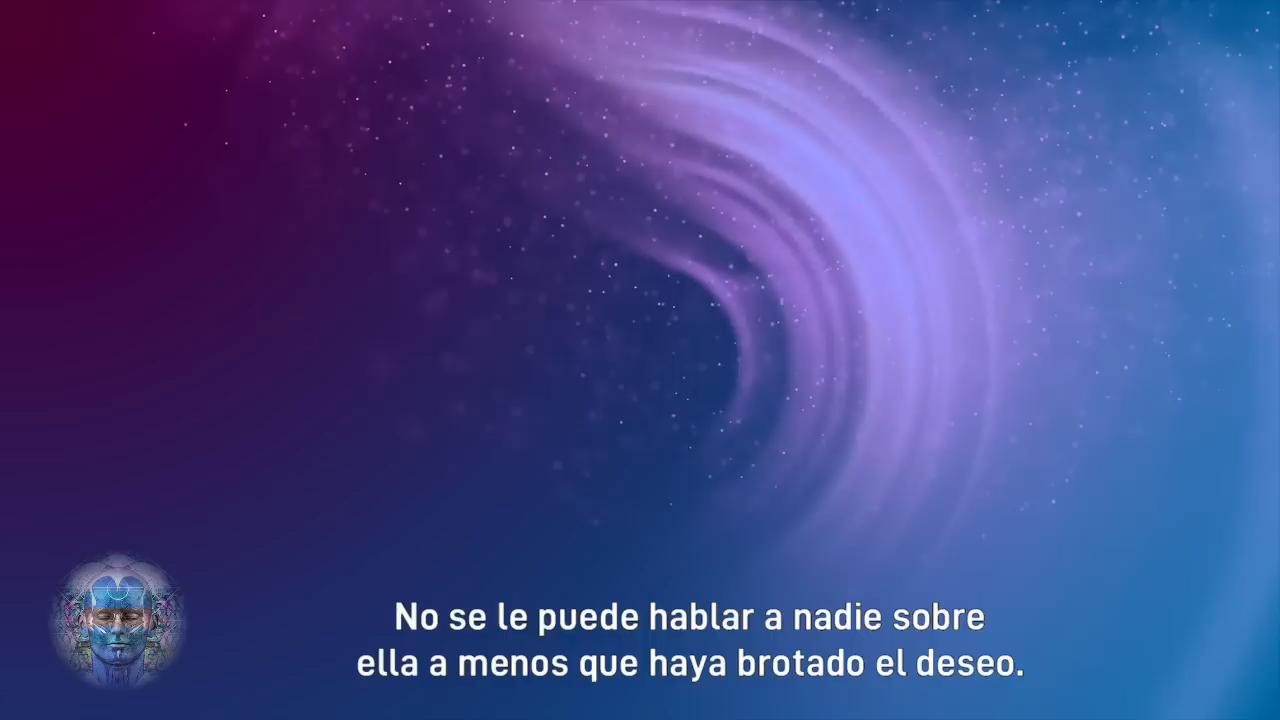 No se le puede hablar a nadie sobre
ella a menos que haya brotado el deseo.